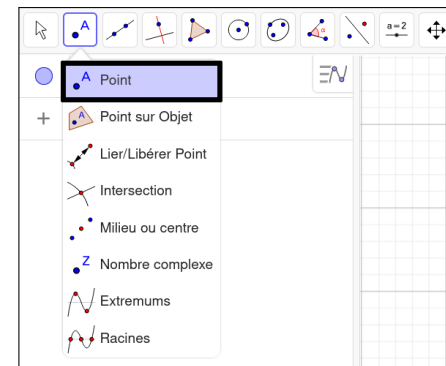 A
α
a=2
A Point
A Point sur Objet
Lier/Libérer Point
Intersection
Milieu ou centre
Z Nombre complexe
Extremums
Racines